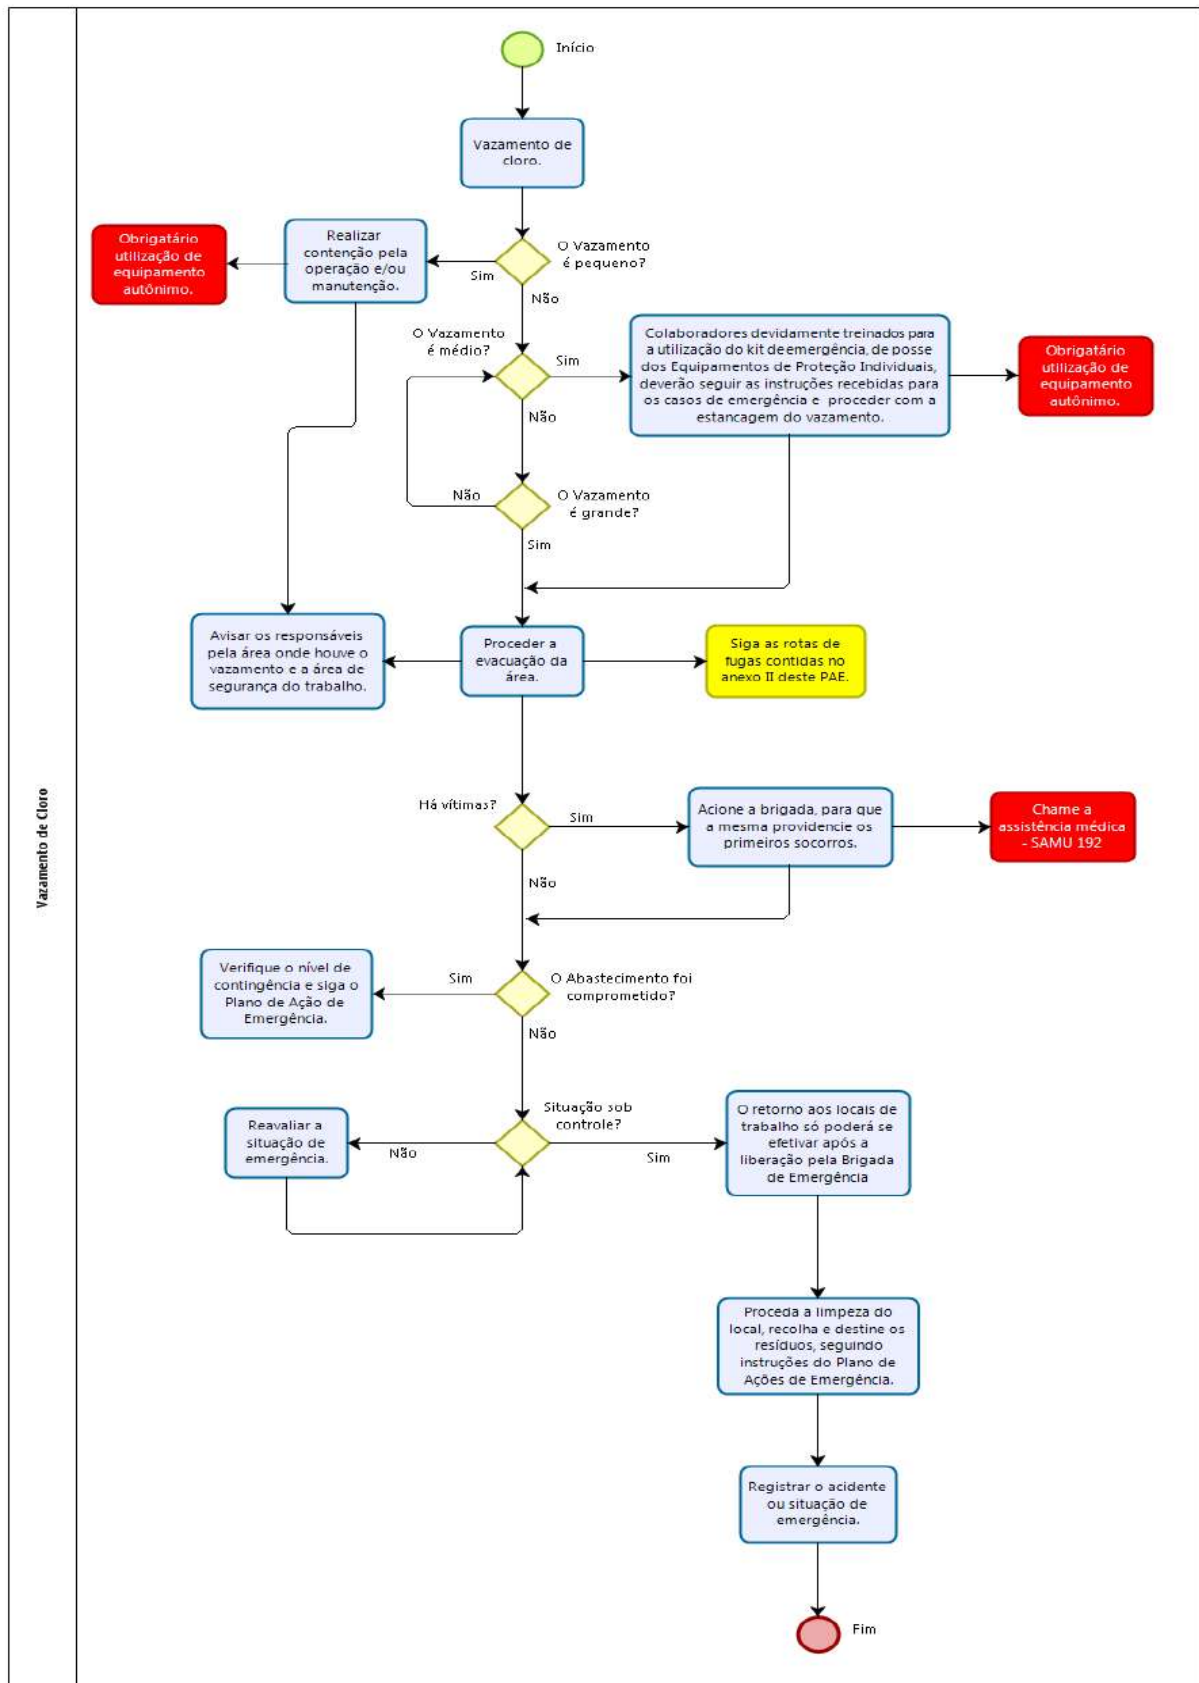 Vazamento de Cloro
Início
Vazamento de
cloro.
O Vazamento
é pequeno?
Sim
Não
Realizar
contenção pela
operação e/ou
manutenção.
Obrigatário
utilização de
equipamento
autônimo.
O Vazamento
é médio?
Sim
Não
Colaboradores devidamente treinados para
a utilização do kit de emergência, de posse
dos Equipamentos de Proteção Individuais,
deverão seguir as instruções recebidas para
os casos de emergência e proceder com a
estancagem do vazamento.
Obrigatário
utilização de
equipamento
autônimo.
O Vazamento
é grande?
Não
Sim
Avisar os responsáveis
pela área onde houve o
vazamento e a área de
segurança do trabalho.
Proceder a
evacuação da
área.
Siga as rotas de
fugas contidas no
anexo II deste PAE.
Há vítimas?
Sim
Não
Acione a brigada, para que
a mesma providencie os
primeiros socorros.
Chame a
assistência médica
- SAMU 192
O Abastecimento foi
comprometido?
Sim
Não
Verifique o nível de
contingência e siga o
Plano de Ação de
Emergência.
Situação sob
controle?
Não
Sim
Reavaliar a
situação de
emergência.
O retorno aos locais de
trabalho só poderá se
efetivar após a
liberação pela Brigada
de Emergência
Proceda a limpeza do
local, recolha e destine os
resíduos, seguindo
instruções do Plano de
Ações de Emergência.
Registrar o acidente
ou situação de
emergência.
Fim